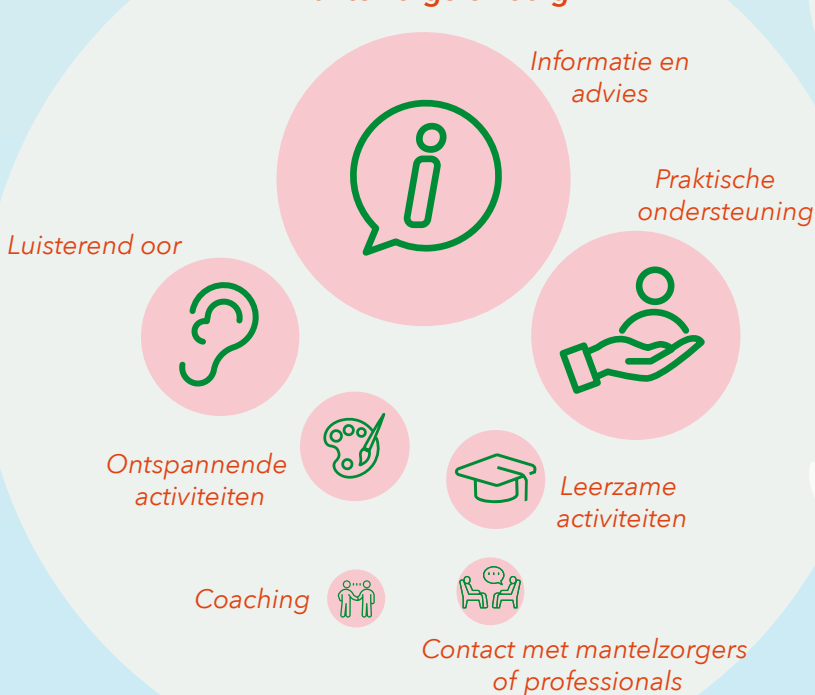 Informatie en
advies
Praktische
ondersteuning
Luisterend oor
Ontspannende
activiteiten
Leerzame
activiteiten
Coaching
Contact met mantelzorgers
of professionals